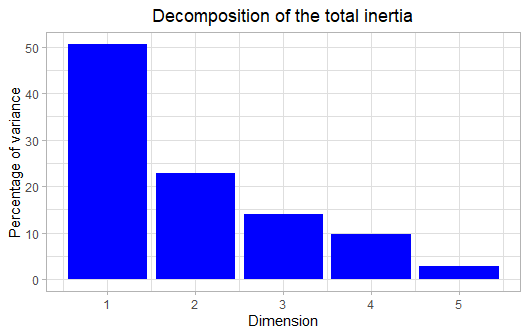 Decomposition of the total inertia
Percentage of variance
50
40
30
20
10
0
1 2 3 4 5
Dimension